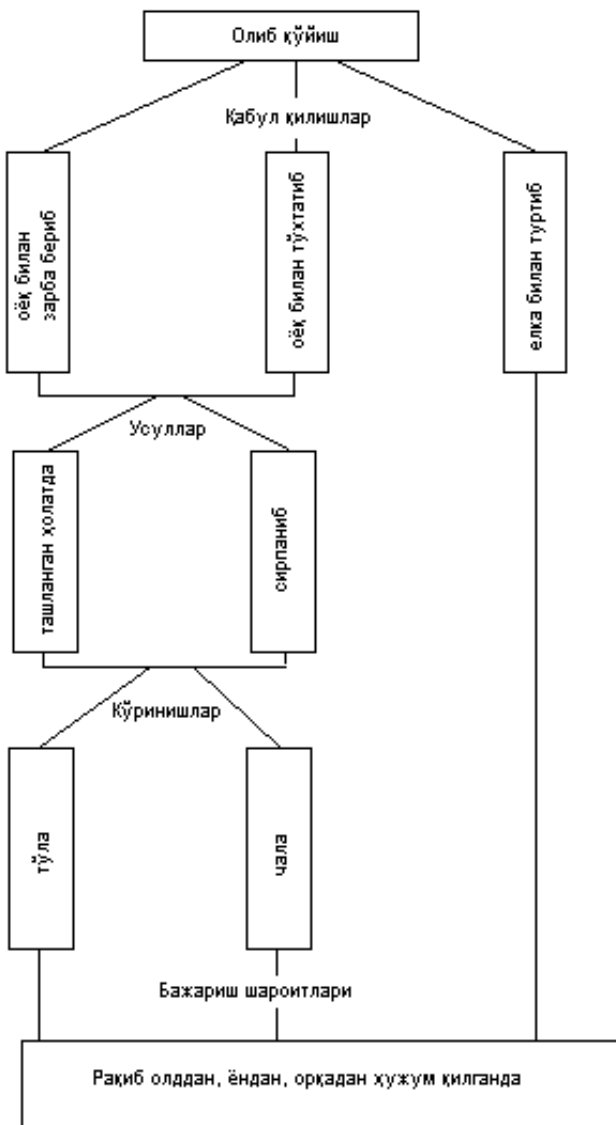 Олиб қўйиш
Қабул қилишлар
оёқ билан
зарба бериб
оёқ билан тўхтатиб
елка билан туртиб
Усуллар
ташланган ҳолатда
сирпаниб
Кўринишлар
тўла
чала
Бажариш шароитлари
Рақиб олддан, ёндан, орқадан ҳужум қилганда